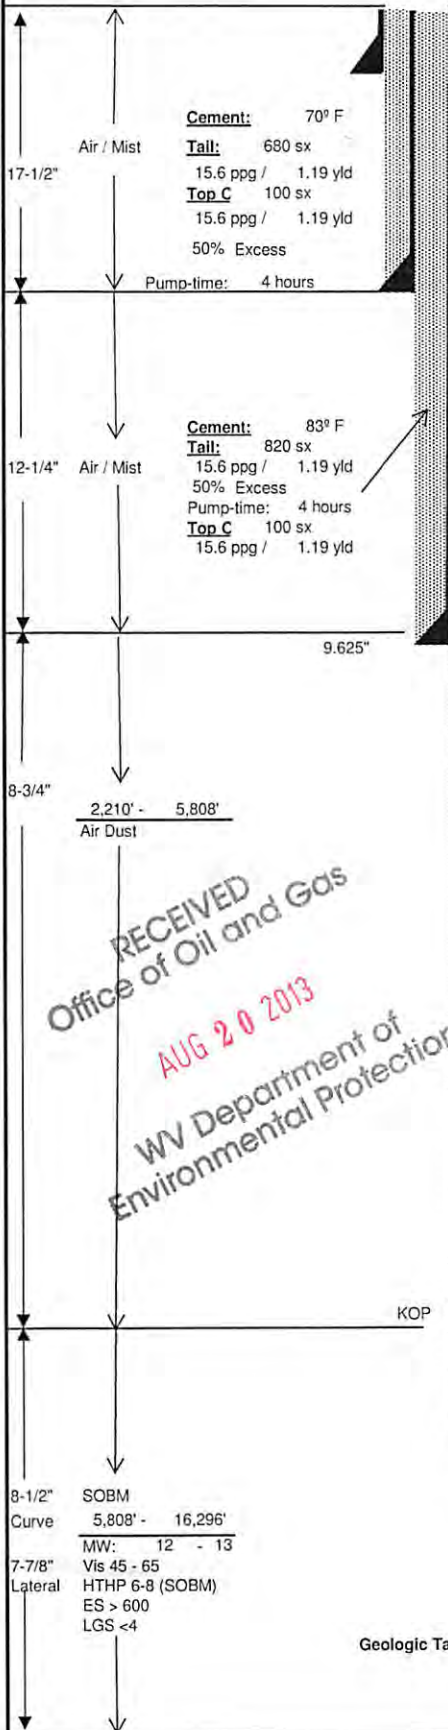 Cement: 70º F
Air / Mist
Tail: 680 sx
17-1/2"
15.6 ppg / 1.19 yld
Top C 100 sx
15.6 ppg / 1.19 yld
50% Excess
Pump-time: 4 hours
Cement: 83º F
Tail: 820 sx
12-1/4" Air / Mist 15.6 ppg / 1.19 yld
50% Excess
Pump-time: 4 hours
Top C 100 sx
15.6 ppg / 1.19 yld
9.625"
8-3/4"
2,210' - 5,808'
Air Dust
RECEIVED
Office of Oil and Gas
AUG 20 2013
WV Department of
Environmental Protection
KOP
8-1/2" SOBM
Curve 5,808' - 16,296'
MW: 12 - 13
7-7/8" Vis 45 - 65
Lateral HTHP 6-8 (SOBM)
ES > 600
LGS <4
Geologic Ta